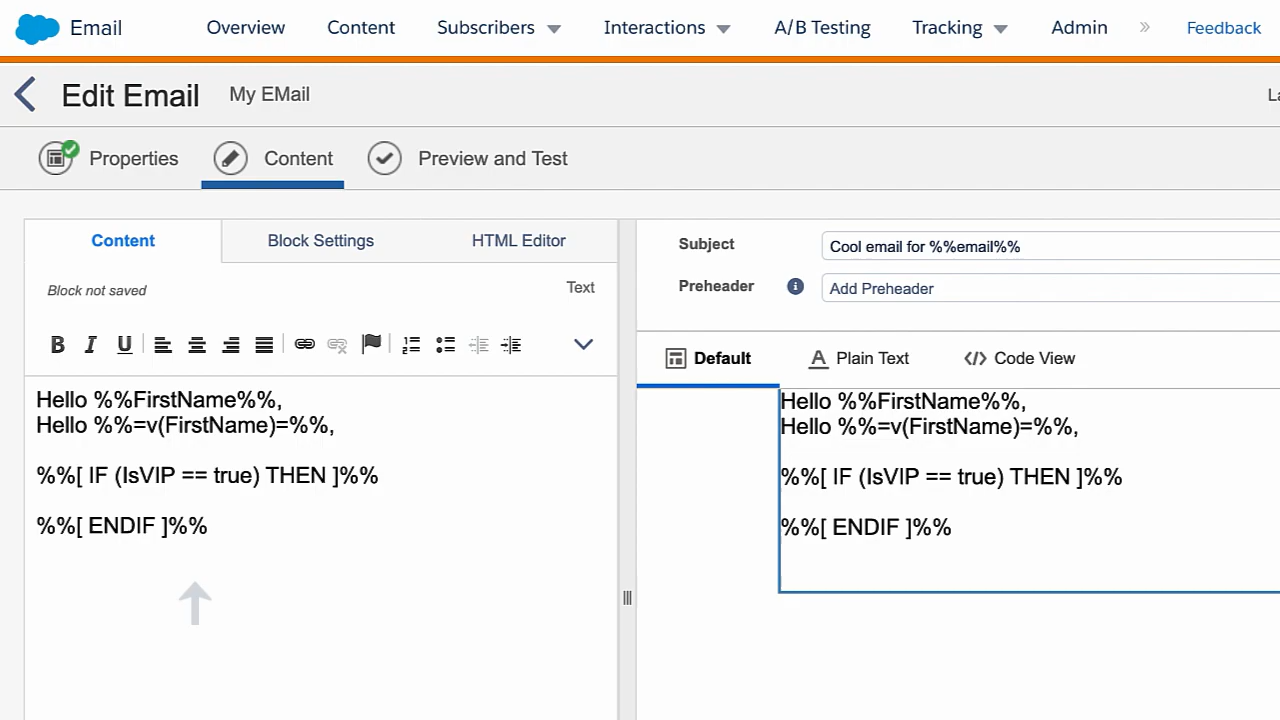 Email Overview Content Subscribers Interactions A/B Testing Tracking Admin » Feedback
Edit Email My EMail
Properties Content Preview and Test
Content Block Settings HTML Editor
Block not saved Text
B I U
Hello %%FirstName%%,
Hello %%=v(FirstName)=%%,
%%[ IF (IsVIP == true) THEN ]%%
%%[ ENDIF ]%%
Subject Cool email for %%email%%
Preheader i Add Preheader
Default A Plain Text </> Code View
Hello %%FirstName%%,
Hello %%=v(FirstName)=%%,
%%[ IF (IsVIP == true) THEN ]%%
%%[ ENDIF ]%%